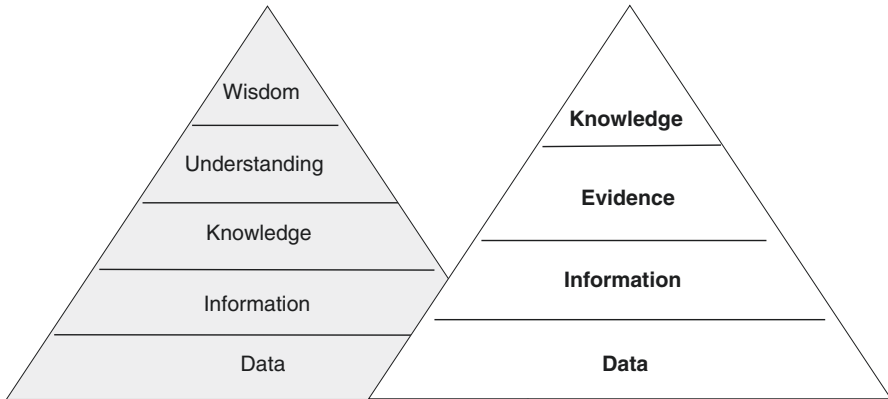 Wisdom
Understanding
Knowledge
Information
Data
Knowledge
Evidence
Information
Data